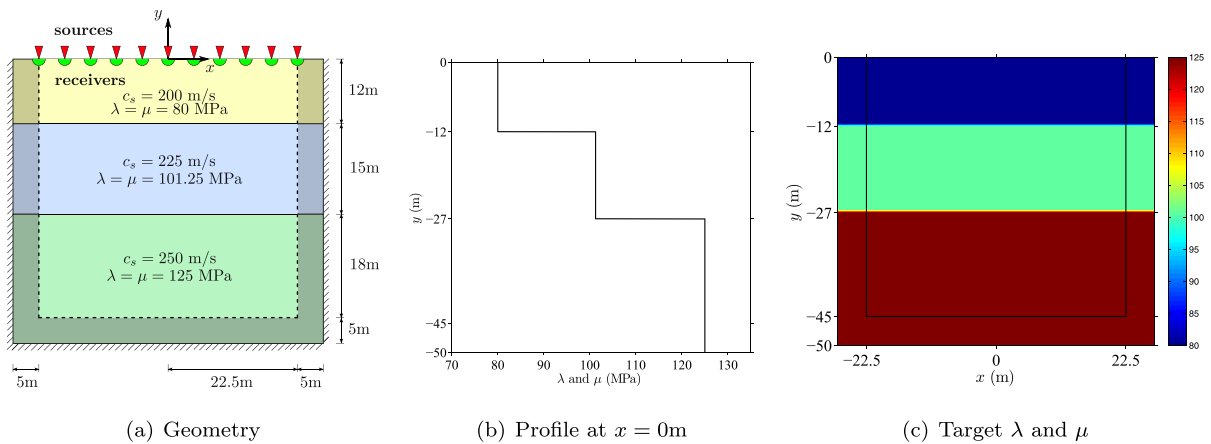 y
sources
x
receivers
c_s = 200 m/s
λ = μ = 80 MPa
12m
c_s = 225 m/s
λ = μ = 101.25 MPa
15m
c_s = 250 m/s
λ = μ = 125 MPa
18m
5m
5m
22.5m
5m
(a) Geometry
0
−12
−27
−45
−50
y (m)
70
80
90
100
110
120
130
λ and μ (MPa)
(b) Profile at x = 0m
0
−12
−27
−45
−50
y (m)
−22.5
0
22.5
x (m)
125
120
115
110
105
100
95
90
85
80
(c) Target λ and μ